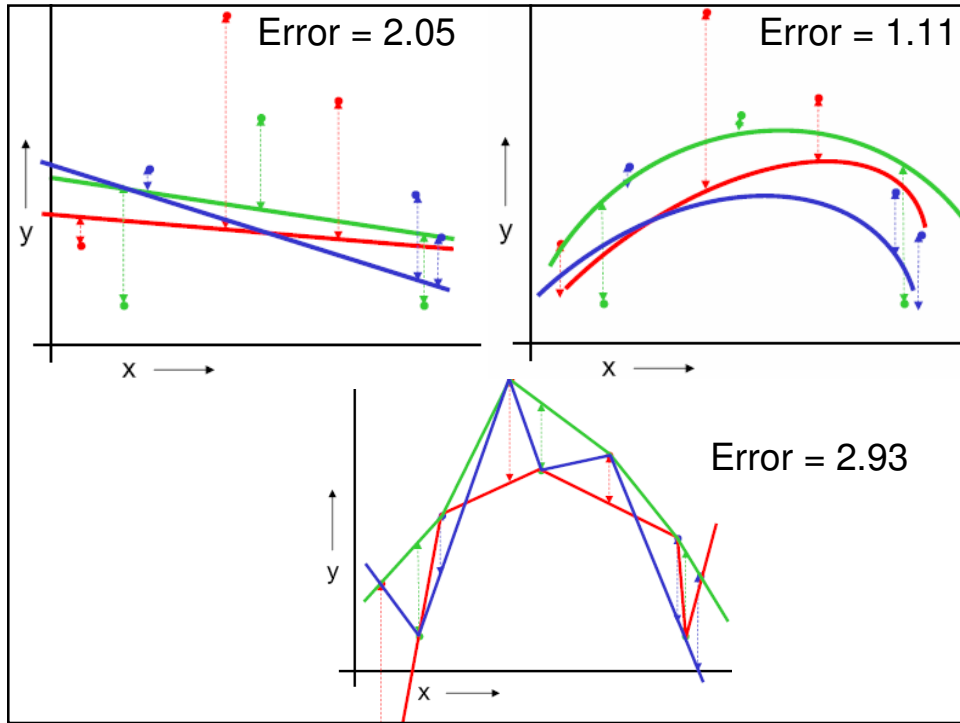 Error = 2.05
y
x
Error = 1.11
y
x
Error = 2.93
y
x